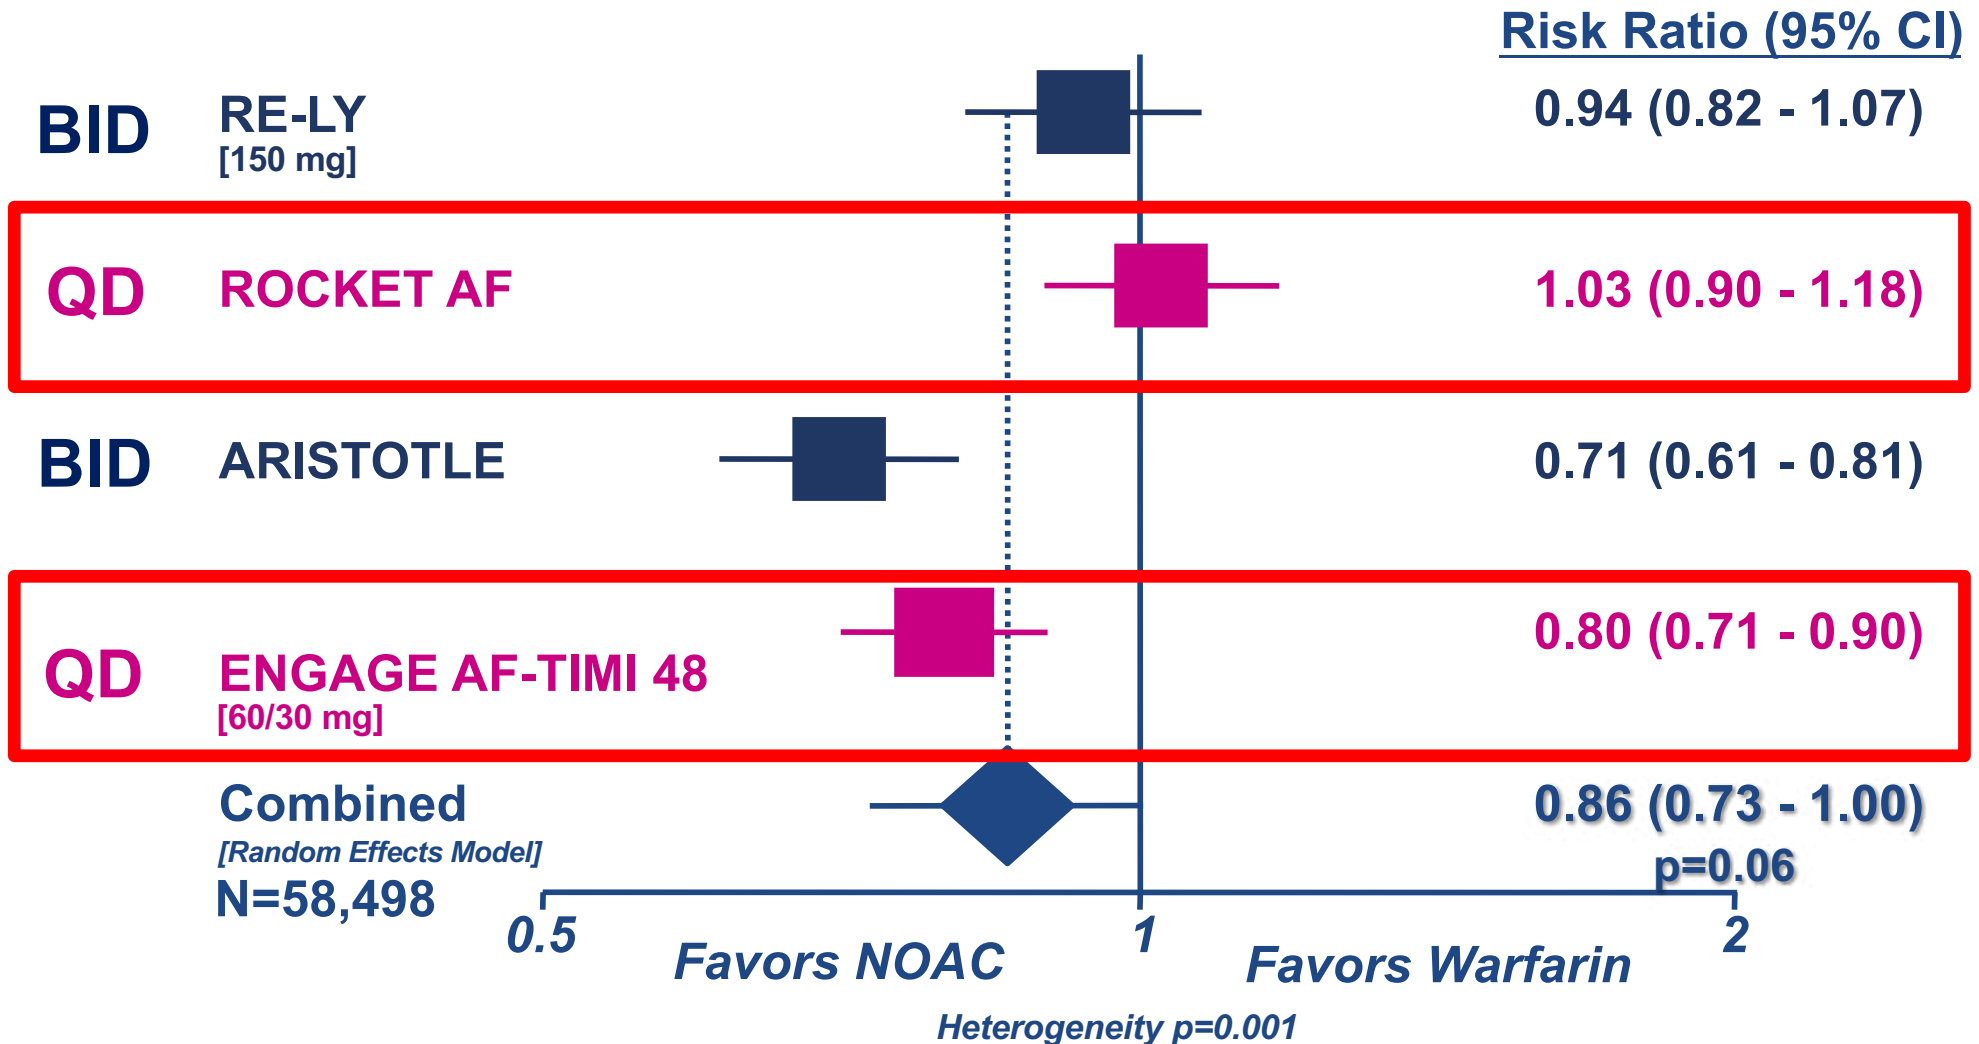 Risk Ratio (95% CI)
BID RE-LY 0.94 (0.82 - 1.07)
[150 mg]
QD ROCKET AF 1.03 (0.90 - 1.18)
BID ARISTOTLE 0.71 (0.61 - 0.81)
QD ENGAGE AF-TIMI 48 0.80 (0.71 - 0.90)
[60/30 mg]
Combined 0.86 (0.73 - 1.00)
[Random Effects Model] p=0.06
N=58,498
0.5 1 2
Favors NOAC Favors Warfarin
Heterogeneity p=0.001